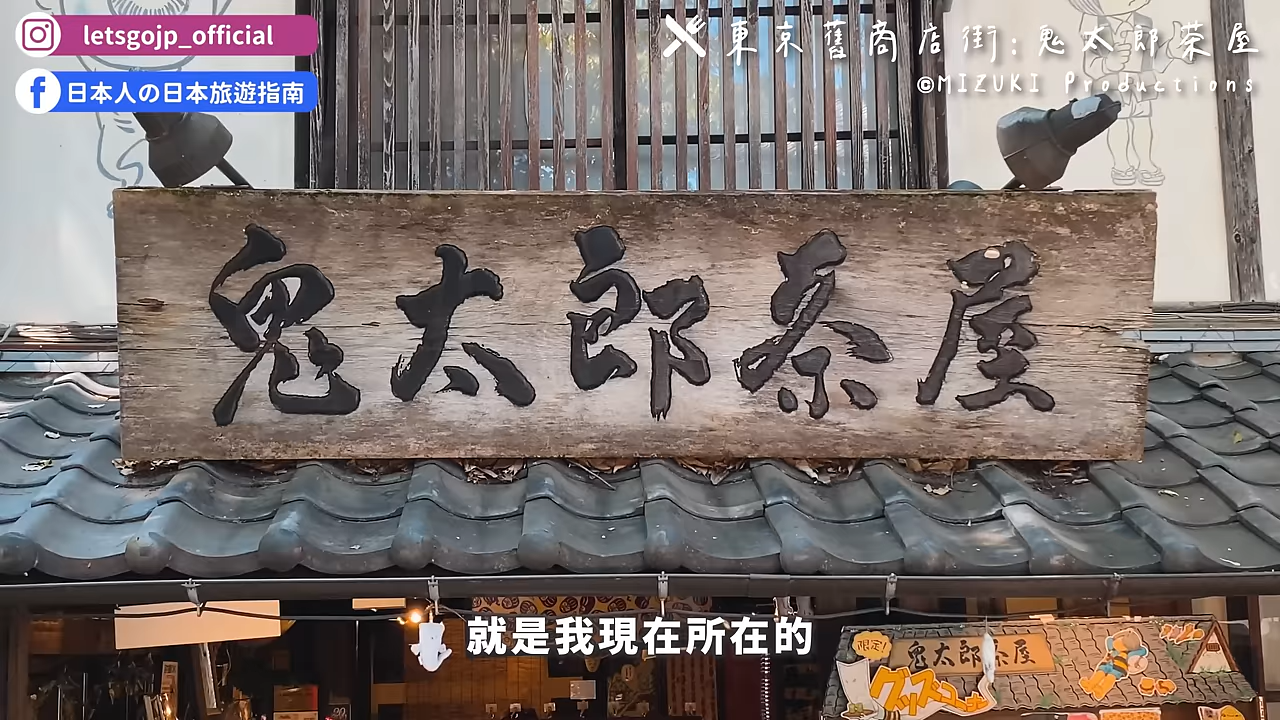 letsgojp_official
日本人の日本旅遊指南
東京舊商店街:鬼太郎茶屋
©MIZUKI Productions
鬼太郎茶屋
就是我現在所在的
限定!
鬼太郎茶屋
グッズコーナー